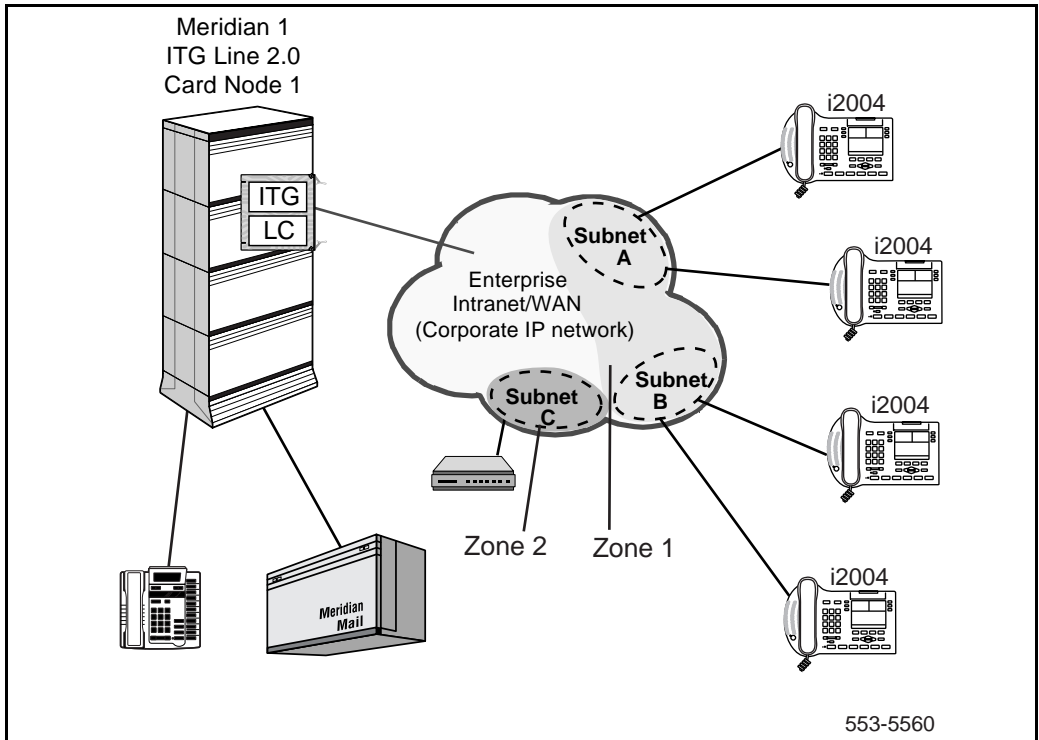 Meridian 1
ITG Line 2.0
Card Node 1
i2004
ITG
LC
Subnet
A
i2004
Enterprise
Intranet/WAN
(Corporate IP network)
Subnet
B
Subnet
C
i2004
Zone 2
Zone 1
i2004
Meridian
Mail
553-5560